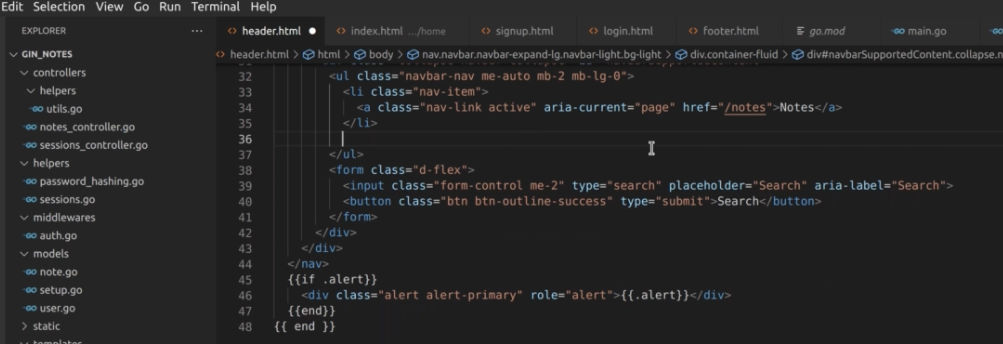 Edit Selection View Go Run Terminal Help
EXPLORER ...
header.html index.html .../home signup.html login.html footer.html go.mod main.go
GIN_NOTES
header.html > html > body > nav.navbar.navbar-expand-lg.navbar-light.bg-light > div.container-fluid > div#navbarSupportedContent.collapse.n
controllers
helpers
utils.go
notes_controller.go
sessions_controller.go
helpers
password_hashing.go
sessions.go
middlewares
auth.go
models
note.go
setup.go
user.go
static
templates
32 <ul class="navbar-nav me-auto mb-2 mb-lg-0">
33 <li class="nav-item">
34 <a class="nav-link active" aria-current="page" href="/notes">Notes</a>
35 </li>
36
37 </ul>
38 <form class="d-flex">
39 <input class="form-control me-2" type="search" placeholder="Search" aria-label="Search">
40 <button class="btn btn-outline-success" type="submit">Search</button>
41 </form>
42 </div>
43 </div>
44 </nav>
45 {{if .alert}}
46 <div class="alert alert-primary" role="alert">{{.alert}}</div>
47 {{end}}
48 {{ end }}